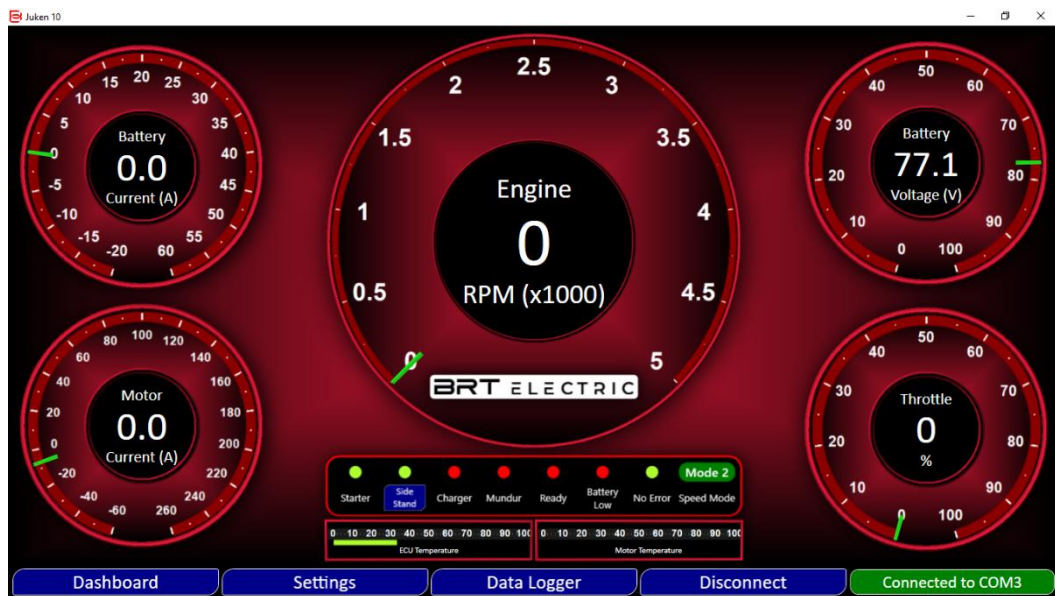 Juken 10
-20
-15
-10
-5
0
5
10
15
20
25
30
35
40
45
50
55
60
Battery
0.0
Current (A)
0
0.5
1
1.5
2
2.5
3
3.5
4
4.5
5
Engine
0
RPM (x1000)
BRT ELECTRIC
0
10
20
30
40
50
60
70
80
90
100
Battery
77.1
Voltage (V)
-60
-40
-20
0
20
40
60
80
100
120
140
160
180
200
220
240
260
Motor
0.0
Current (A)
0
10
20
30
40
50
60
70
80
90
100
Throttle
0
%
Mode 2
Starter
Side
Stand
Charger
Mundur
Ready
Battery
Low
No Error
Speed Mode
0 10 20 30 40 50 60 70 80 90 100
ECU Temperature
0 10 20 30 40 50 60 70 80 90 100
Motor Temperature
Dashboard
Settings
Data Logger
Disconnect
Connected to COM3